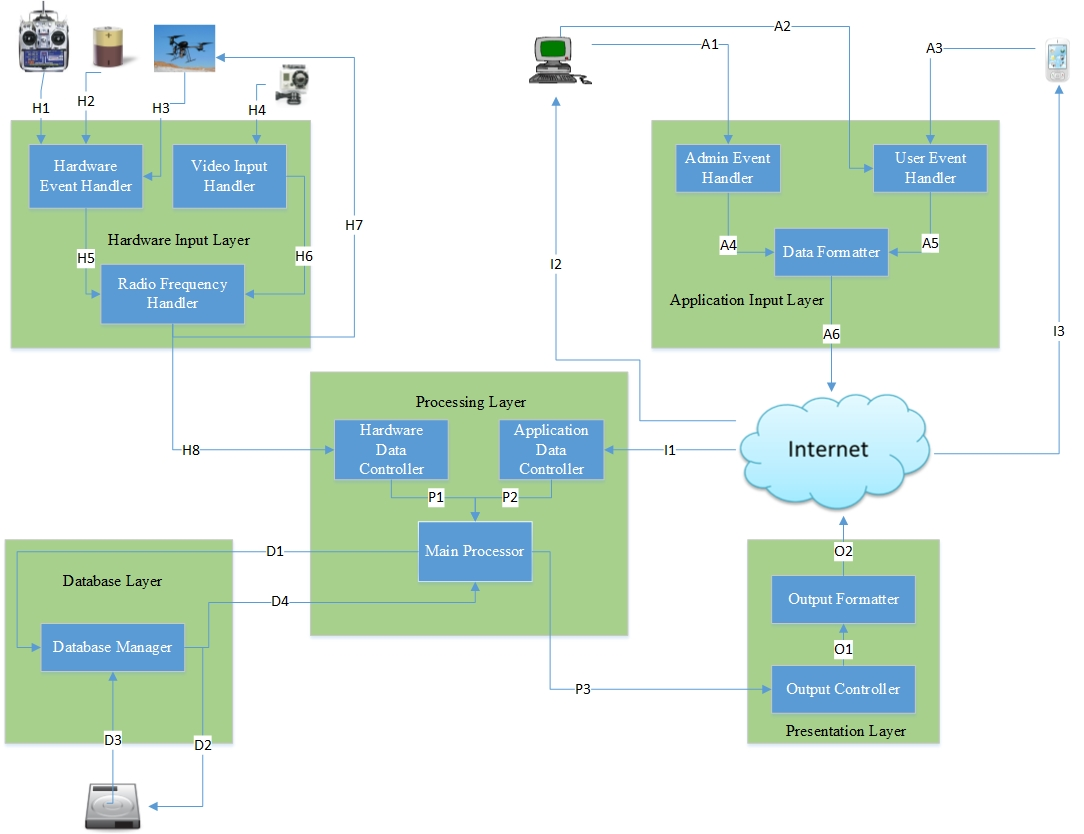 A2
A1
A3
H1
H2
H3
H4
Hardware
Event Handler
Video Input
Handler
Admin Event
Handler
User Event
Handler
H7
Hardware Input Layer
H5
H6
A4
A5
Data Formatter
I2
Radio Frequency
Handler
Application Input Layer
A6
I3
Processing Layer
Hardware
Data
Controller
Application
Data
Controller
H8
I1
Internet
P1
P2
Main Processor
D1
O2
Database Layer
D4
Output Formatter
Database Manager
O1
P3
Output Controller
Presentation Layer
D3
D2